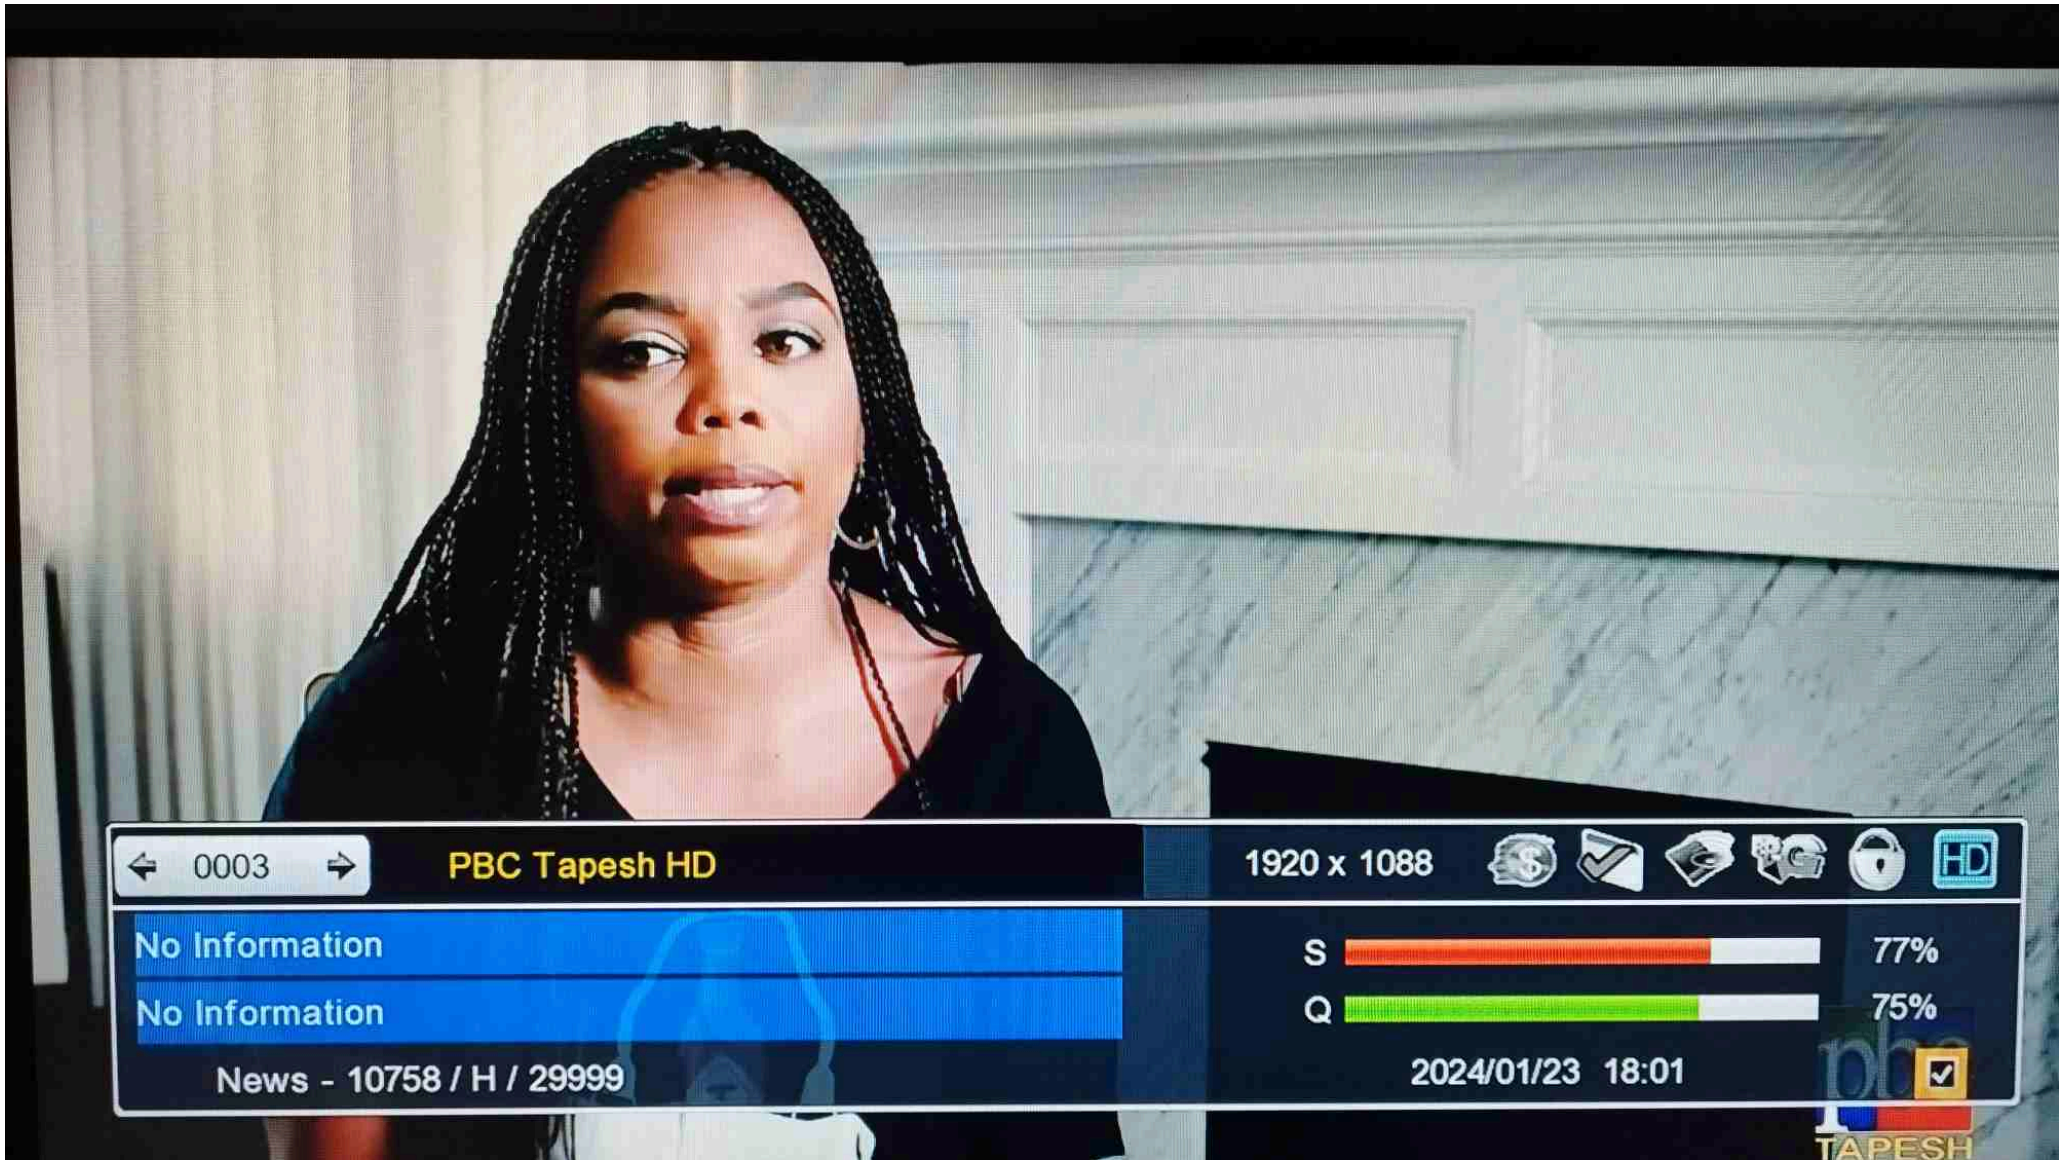 0003
PBC Tapesh HD
1920 x 1088
$
G
HD
No Information
No Information
S
77%
Q
75%
News - 10758 / H / 29999
2024/01/23 18:01
pbc
TAPESH